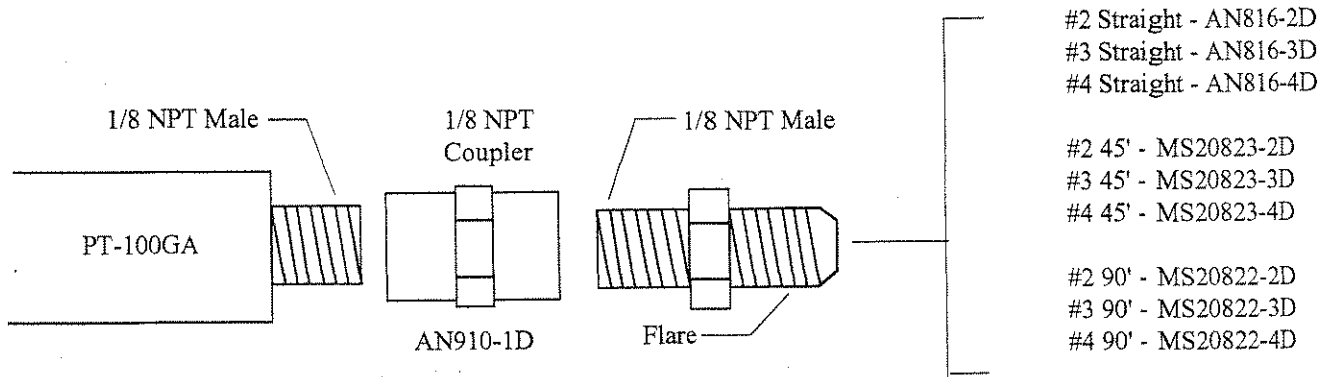 1/8 NPT Male
1/8 NPT
Coupler
1/8 NPT Male
PT-100GA
AN910-1D
Flare
#2 Straight - AN816-2D
#3 Straight - AN816-3D
#4 Straight - AN816-4D
#2 45' - MS20823-2D
#3 45' - MS20823-3D
#4 45' - MS20823-4D
#2 90' - MS20822-2D
#3 90' - MS20822-3D
#4 90' - MS20822-4D